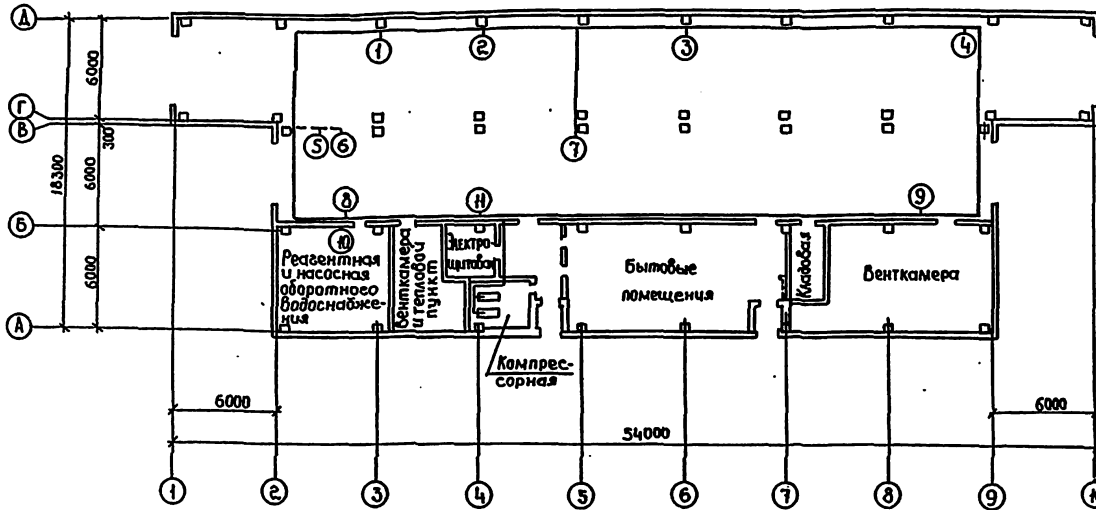 Д
1
2
3
4
6000
Г
В
300
5
6
7
18300
6000
Б
8
11
9
10
Реагентная
и насосная
оборотного
водоснабже-
ния
Венткамера
и тепловой
пункт
Электро-
щитовая
Бытовые
помещения
Кладовая
Венткамера
6000
А
Компрес-
сорная
6000
6000
54000
1
2
3
4
5
6
7
8
9